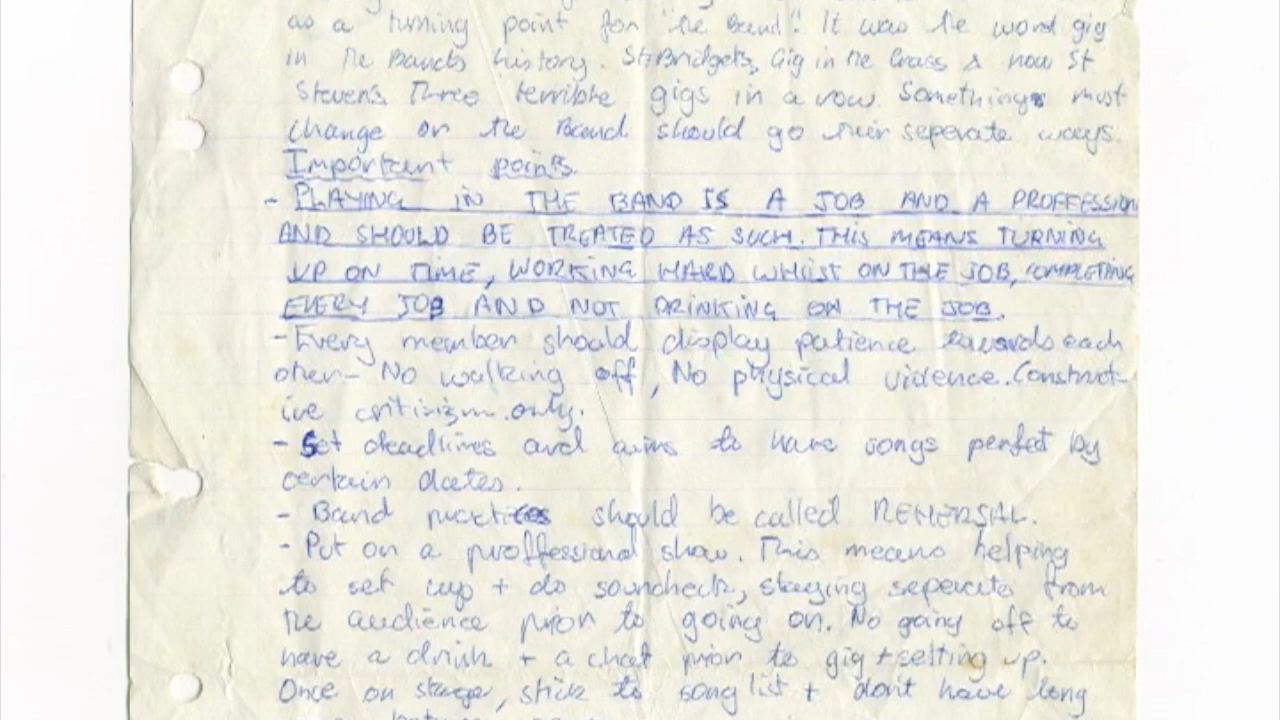 as a turning point for "the Band". It was the worst gig
in the Bands history. St Bridgets, Gig in the Grass & now St
Stevens Three terrible gigs in a row. Something must
change or the Band should go their seperate ways.
Important points
- PLAYING IN THE BAND IS A JOB AND A PROFFESSION
AND SHOULD BE TREATED AS SUCH. THIS MEANS TURNING
UP ON TIME, WORKING HARD WHILST ON THE JOB, COMPLETING
EVERY JOB AND NOT DRINKING ON THE JOB.
- Every member should display patience towards each
other - No walking off, No physical violence. Construct-
ive critisizm only.
- Set deadlines and aims to have songs perfect by
certain dates.
- Band practices should be called REHERSAL.
- Put on a proffessional show. This means helping
to set up + do soundcheck, staying seperate from
the audience prior to going on. No going off to
have a drink + a chat prior to gig + setting up.
Once on stage, stick to song list + dont have long